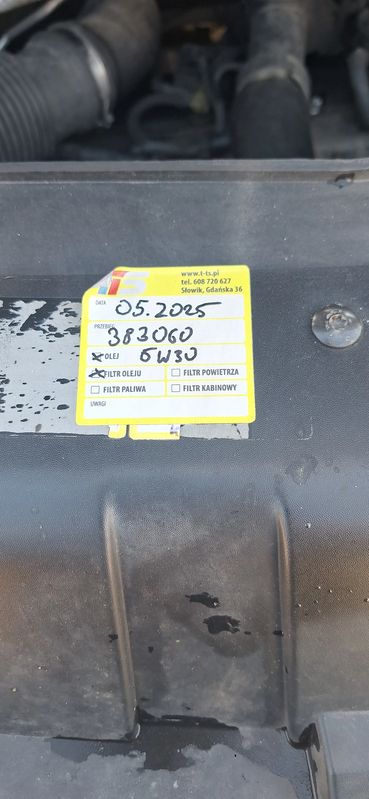 TS
www.t-ts.pl
tel. 608 720 627
Słowik, Gdańska 36
DATA 05.2025
PRZEBIEG 383060
x OLEJ 5W30
x FILTR OLEJU ☐ FILTR POWIETRZA
☐ FILTR PALIWA ☐ FILTR KABINOWY
UWAGI